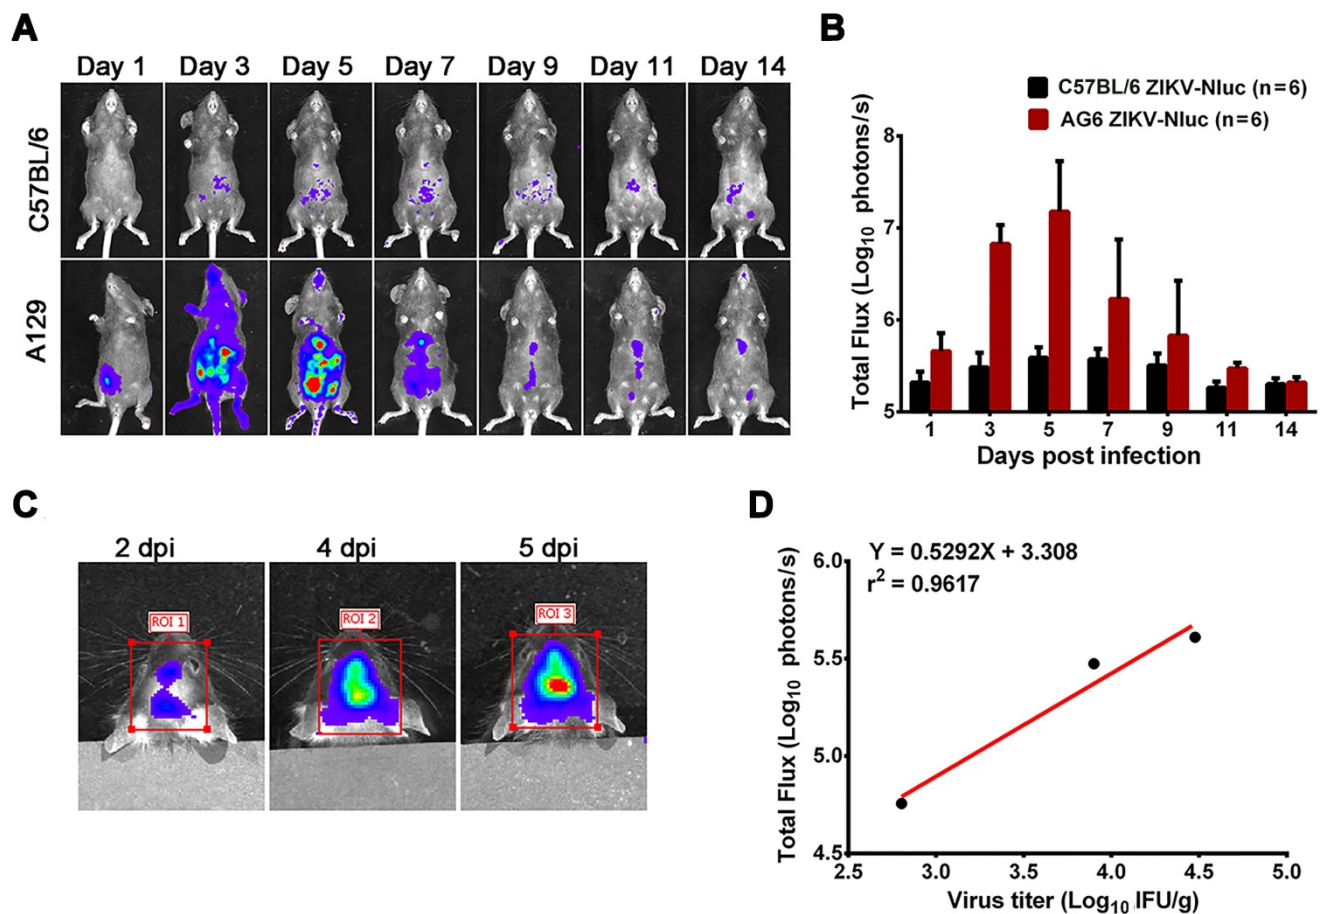 A
Day 1 Day 3 Day 5 Day 7 Day 9 Day 11 Day 14
C57BL/6
A129
B
C57BL/6 ZIKV-Nluc (n=6)
AG6 ZIKV-Nluc (n=6)
Total Flux (Log10 photons/s)
8
7
6
5
1 3 5 7 9 11 14
Days post infection
C
2 dpi 4 dpi 5 dpi
ROI 1 ROI 2 ROI 3
D
Y = 0.5292X + 3.308
r² = 0.9617
Total Flux (Log10 photons/s)
6.0
5.5
5.0
4.5
2.5 3.0 3.5 4.0 4.5 5.0
Virus titer (Log10 IFU/g)